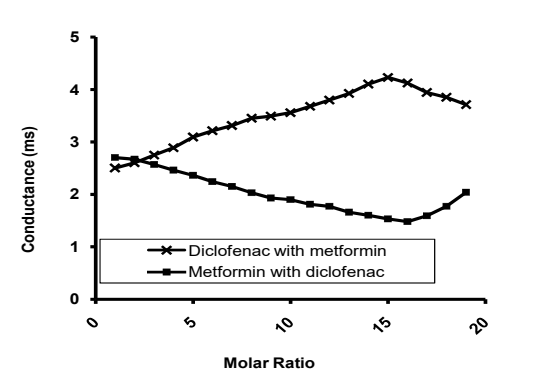 5
4
3
2
1
0
Conductance (ms)
Diclofenac with metformin
Metformin with diclofenac
0
5
10
15
20
Molar Ratio